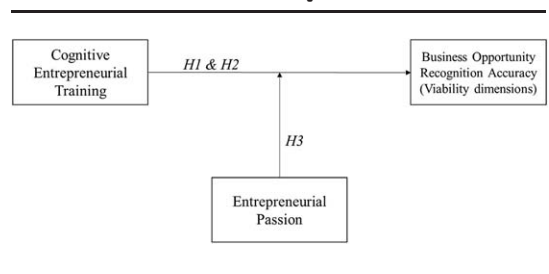 Cognitive
Entrepreneurial
Training
H1 & H2
Business Opportunity
Recognition Accuracy
(Viability dimensions)
H3
Entrepreneurial
Passion